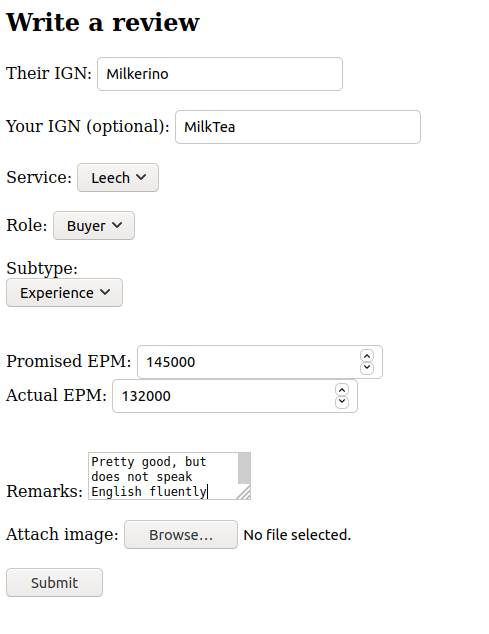 Write a review
Their IGN: Milkerino
Your IGN (optional): MilkTea
Service: Leech
Role: Buyer
Subtype:
Experience
Promised EPM: 145000
Actual EPM: 132000
Pretty good, but
does not speak
Remarks: English fluently
Attach image: Browse... No file selected.
Submit